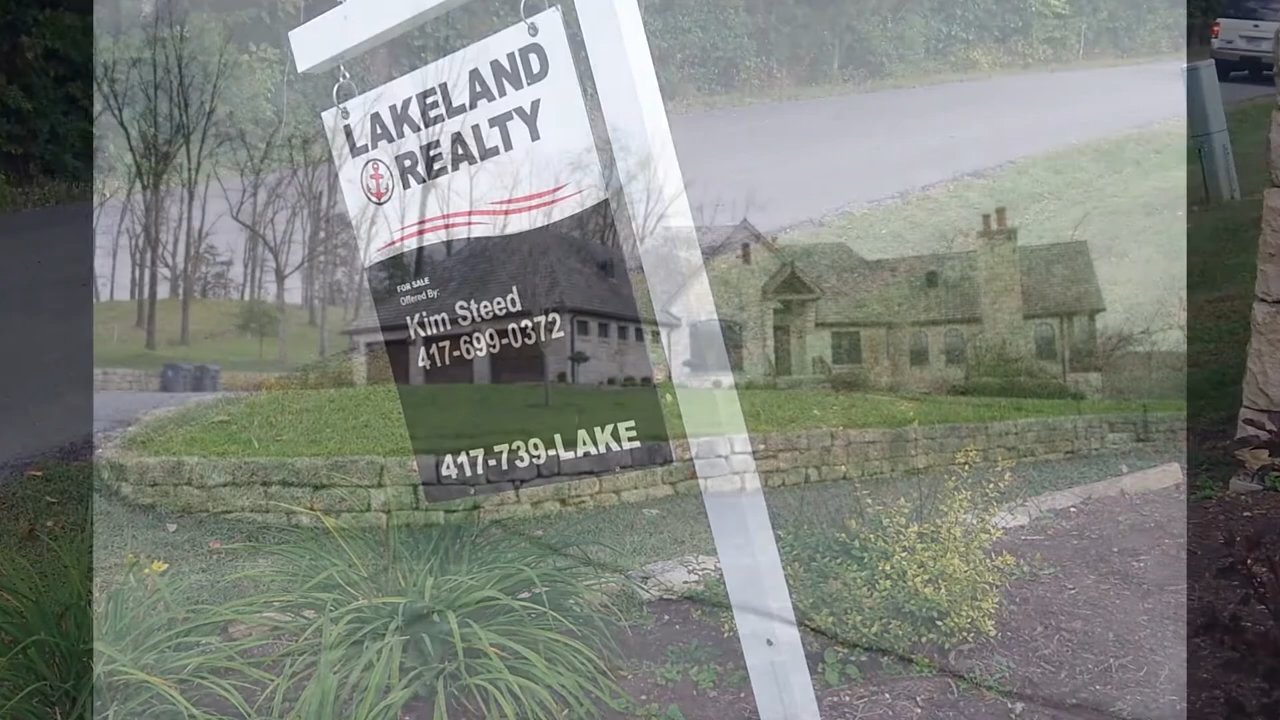 LAKELAND
REALTY
FOR SALE
Offered By:
Kim Steed
417-699-0372
417-739-LAKE